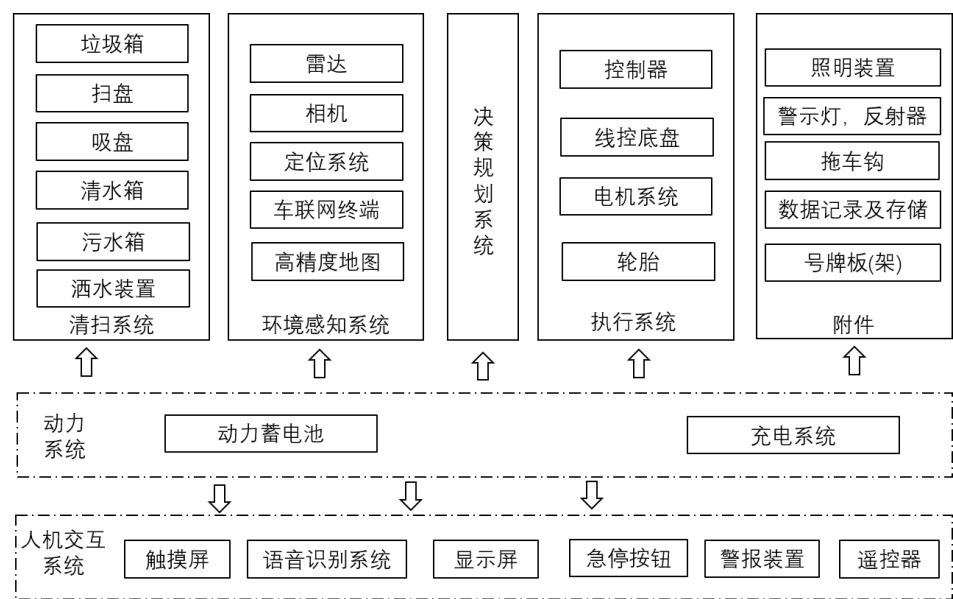 垃圾箱
扫盘
吸盘
清水箱
污水箱
洒水装置
清扫系统
雷达
相机
定位系统
车联网终端
高精度地图
环境感知系统
决策规划系统
控制器
线控底盘
电机系统
轮胎
执行系统
照明装置
警示灯，反射器
拖车钩
数据记录及存储
号牌板(架)
附件
动力
系统
动力蓄电池
充电系统
人机交互
系统
触摸屏
语音识别系统
显示屏
急停按钮
警报装置
遥控器